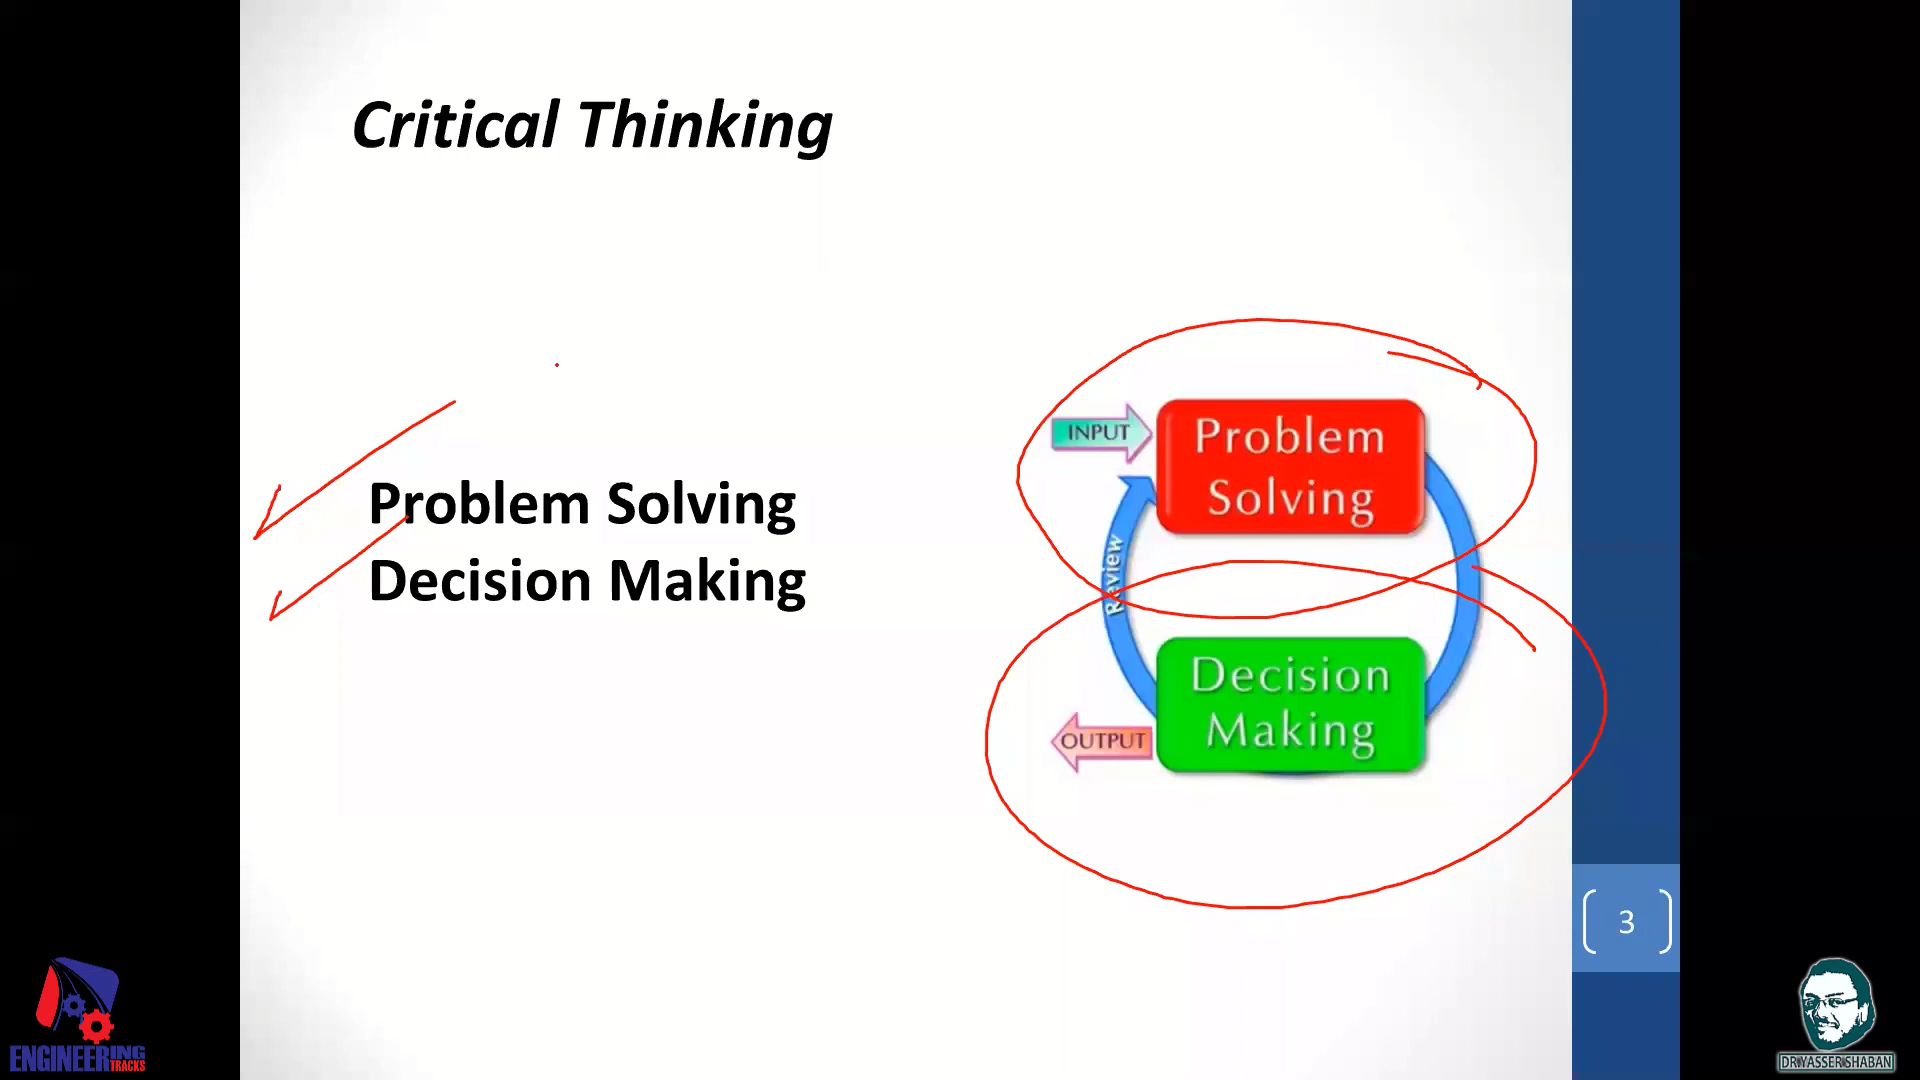 Critical Thinking
Problem Solving
Decision Making
INPUT
Problem
Solving
Review
Decision
Making
OUTPUT
3
ENGINEERING
TRACKS
DR.YASSER SHABAN